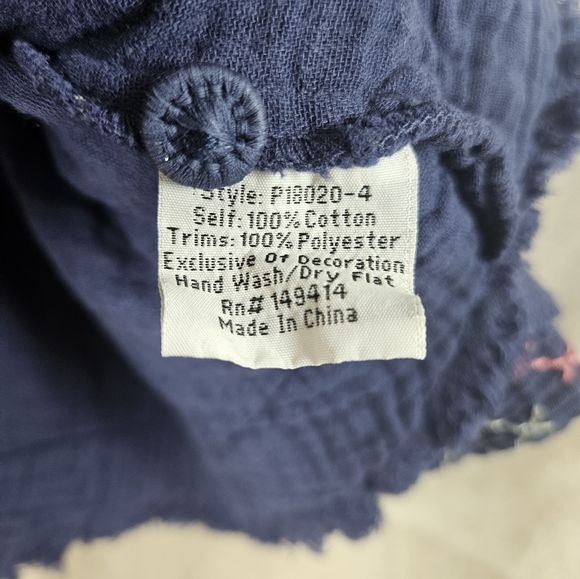 Style: P18020-4
Self: 100% Cotton
Trims: 100% Polyester
Exclusive Of Decoration
Hand Wash/Dry Flat
Rn# 149414
Made In China